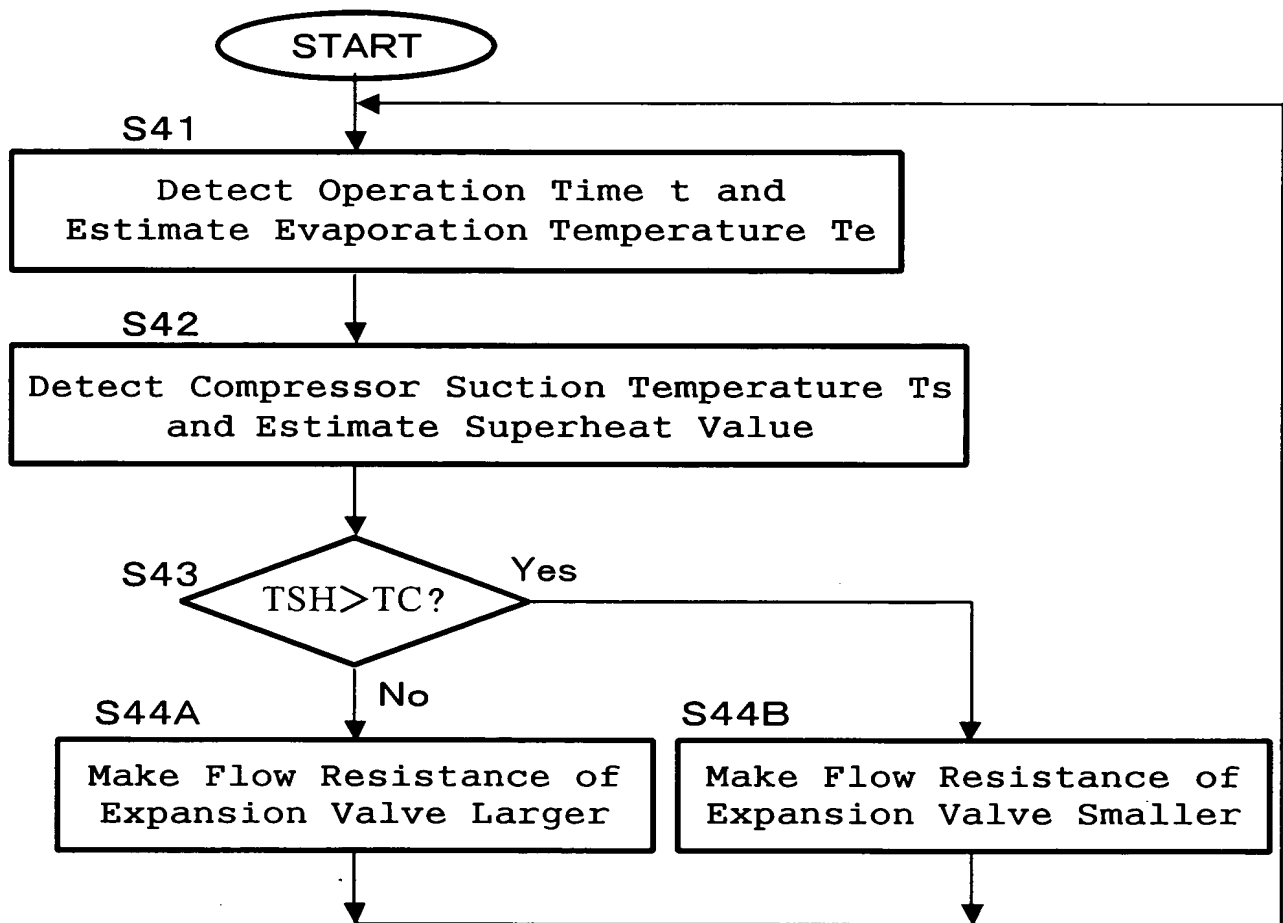 START
S41
Detect Operation Time t and
Estimate Evaporation Temperature Te
S42
Detect Compressor Suction Temperature Ts
and Estimate Superheat Value
S43
TSH>TC?
Yes
No
S44A
Make Flow Resistance of
Expansion Valve Larger
S44B
Make Flow Resistance of
Expansion Valve Smaller